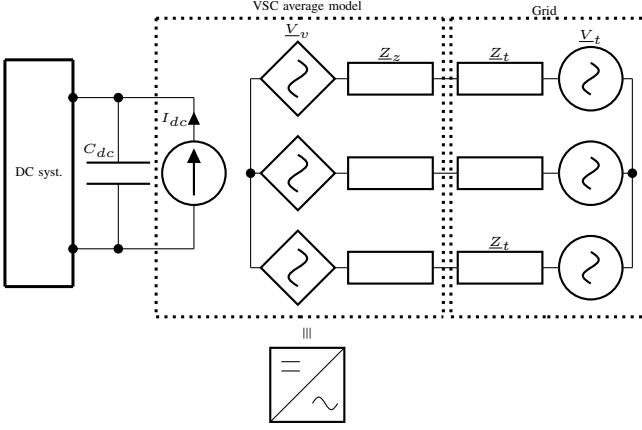 VSC average model
Grid
V_v
V_t
Z_z
Z_t
I_dc
C_dc
DC syst.
Z_t